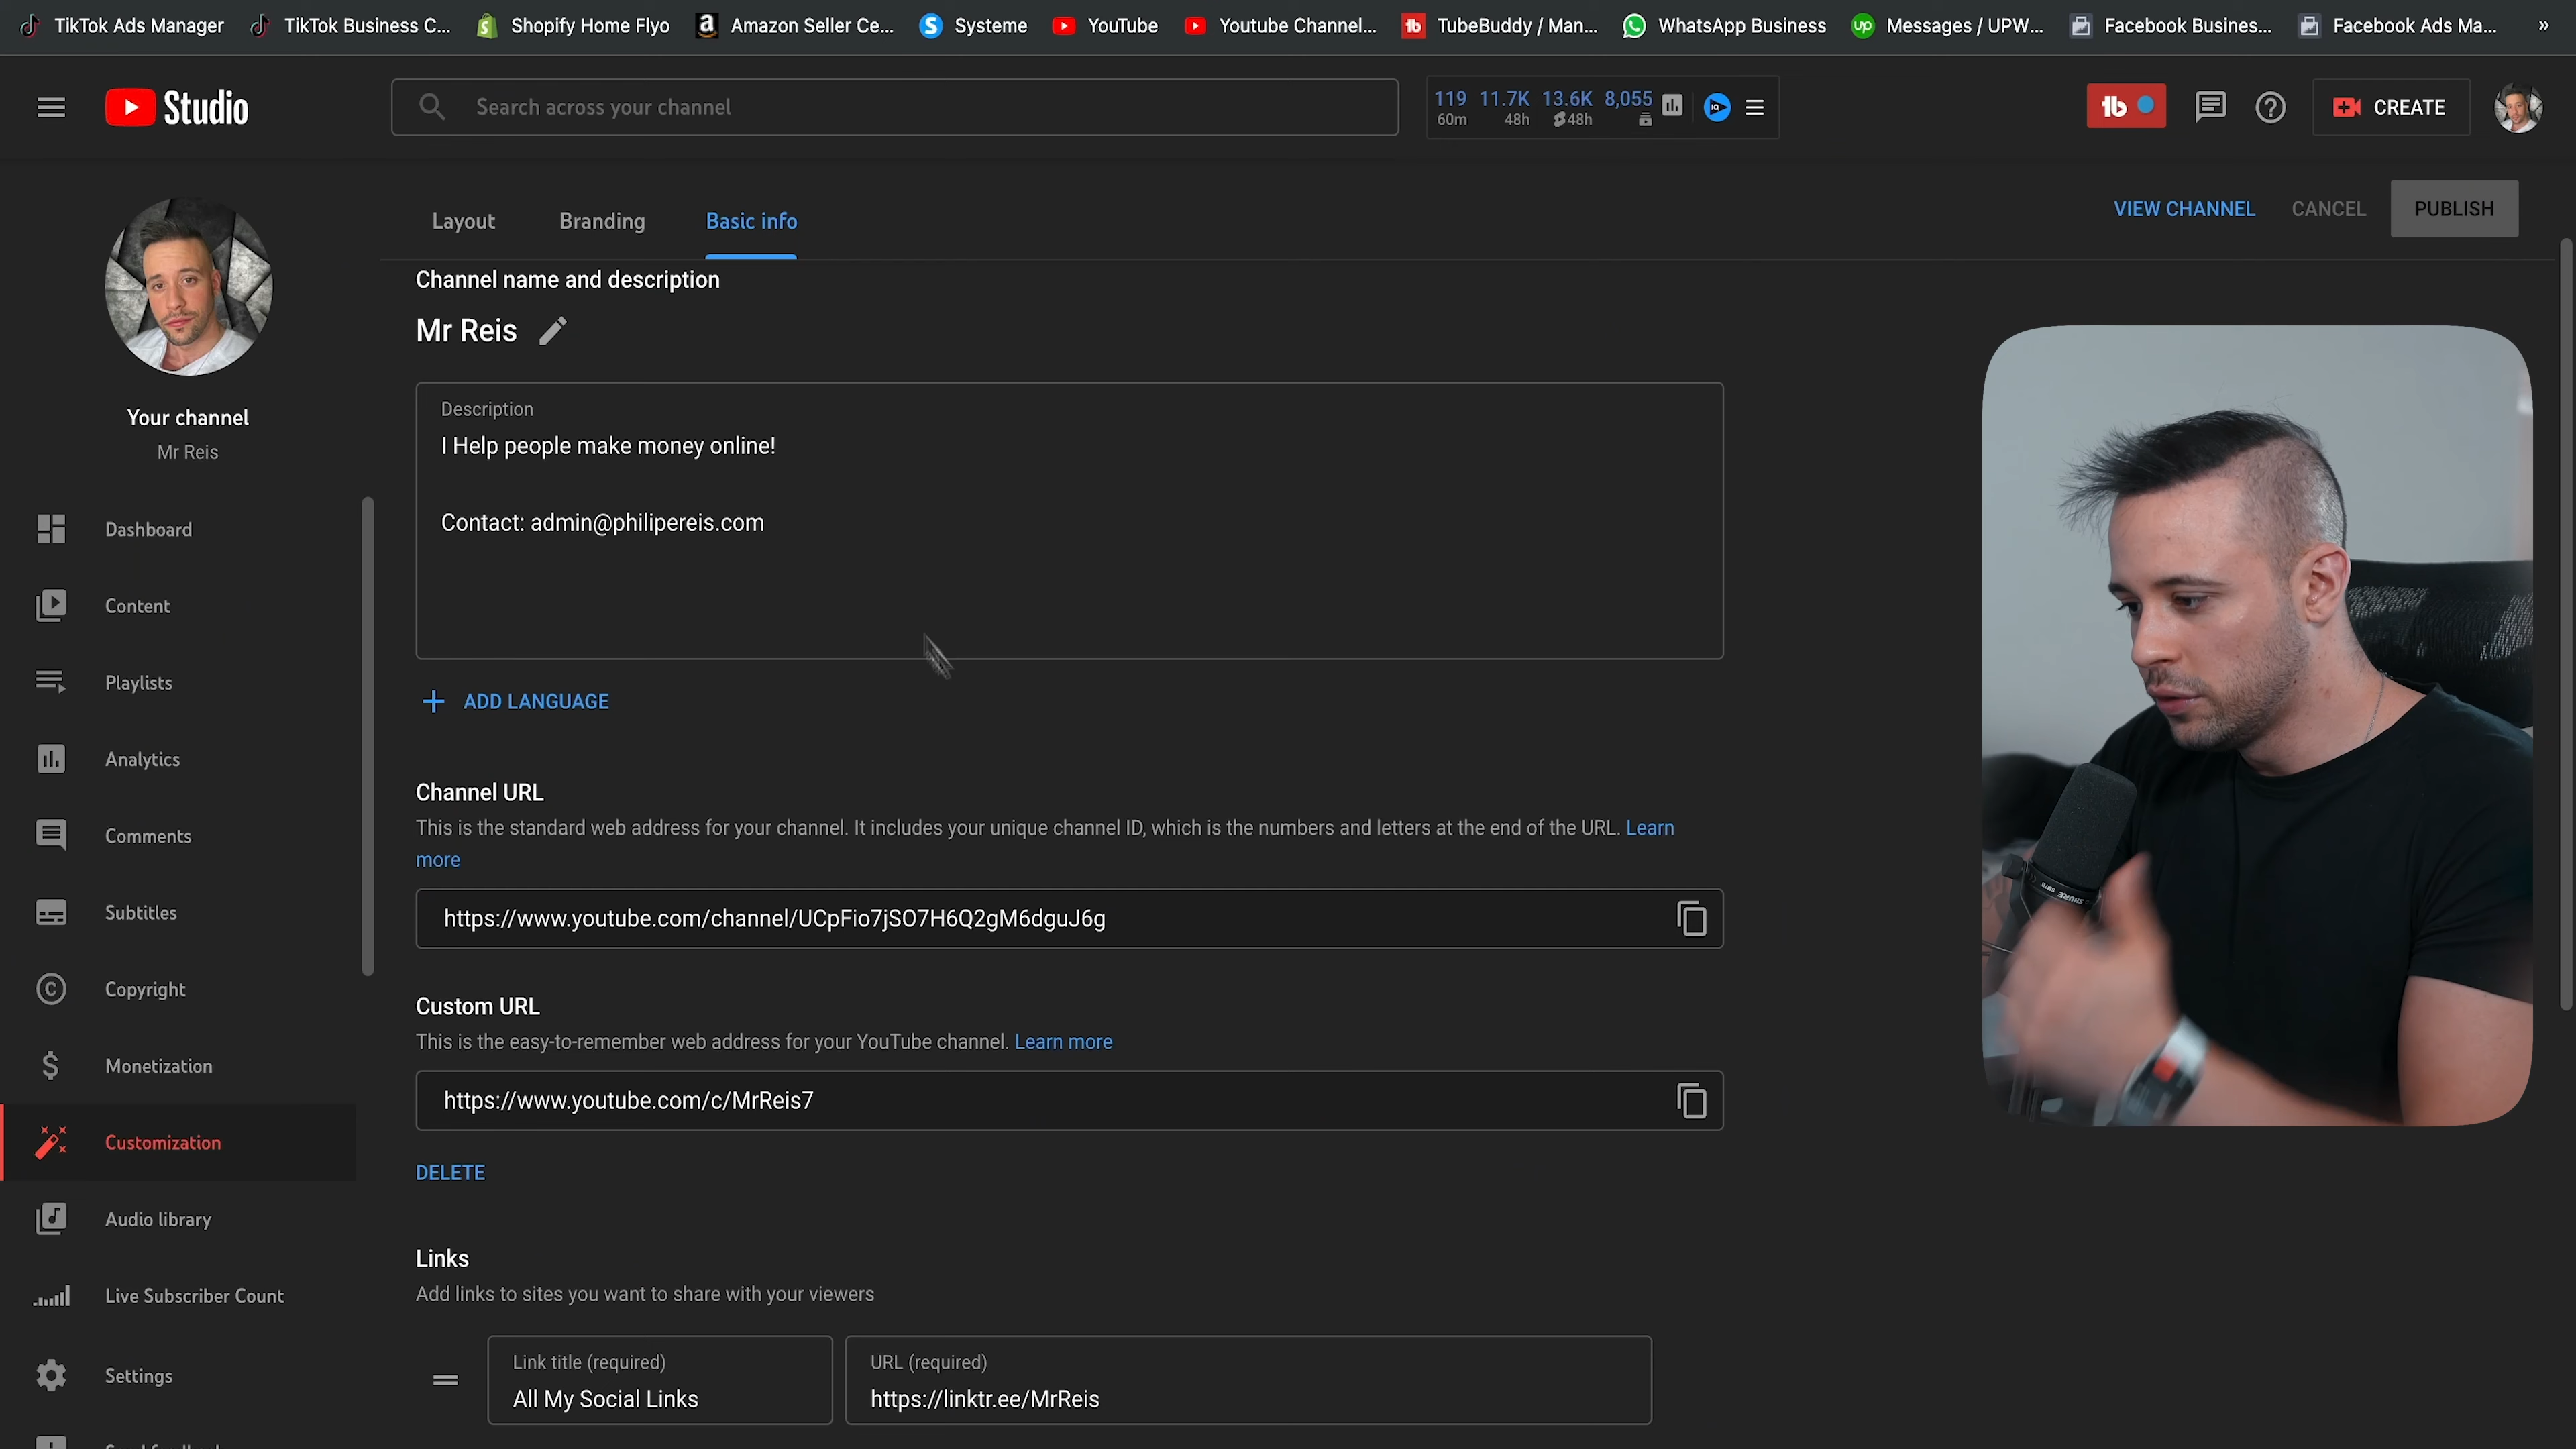 TikTok Ads Manager
TikTok Business C...
Shopify Home Flyo
Amazon Seller Ce...
Systeme
YouTube
Youtube Channel...
TubeBuddy / Man...
WhatsApp Business
Messages / UPW...
Facebook Busines...
Facebook Ads Ma...
»
Studio
Search across your channel
119 11.7K 13.6K 8,055
60m 48h 48h
CREATE
Layout
Branding
Basic info
VIEW CHANNEL
CANCEL
PUBLISH
Your channel
Mr Reis
Dashboard
Content
Playlists
Analytics
Comments
Subtitles
Copyright
Monetization
Customization
Audio library
Live Subscriber Count
Settings
Channel name and description
Mr Reis
Description
I Help people make money online!
Contact: admin@philipereis.com
ADD LANGUAGE
Channel URL
This is the standard web address for your channel. It includes your unique channel ID, which is the numbers and letters at the end of the URL. Learn
more
https://www.youtube.com/channel/UCpFio7jSO7H6Q2gM6dguJ6g
Custom URL
This is the easy-to-remember web address for your YouTube channel. Learn more
https://www.youtube.com/c/MrReis7
DELETE
Links
Add links to sites you want to share with your viewers
Link title (required)
All My Social Links
URL (required)
https://linktr.ee/MrReis
SHURE